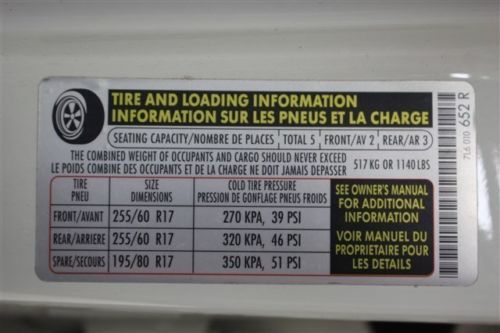 TIRE AND LOADING INFORMATION
INFORMATION SUR LES PNEUS ET LA CHARGE
SEATING CAPACITY/NOMBRE DE PLACES TOTAL 5 FRONT/AV 2 REAR/AR 3
THE COMBINED WEIGHT OF OCCUPANTS AND CARGO SHOULD NEVER EXCEED
LE POIDS COMBINÉ DES OCCUPANTS ET DE LA CHARGE NE DOIT JAMAIS DÉPASSER
517 KG OR 1140 LBS
TIRE SIZE COLD TIRE PRESSURE
PNEU DIMENSIONS PRESSION DE GONFLAGE PNEUS FROIDS
FRONT/AVANT 255/60 R17 270 KPA, 39 PSI
REAR/ARRIERE 255/60 R17 320 KPA, 46 PSI
SPARE/SECOURS 195/80 R17 350 KPA, 51 PSI
SEE OWNER'S MANUAL
FOR ADDITIONAL
INFORMATION
VOIR MANUEL DU
PROPRIETAIRE POUR
LES DETAILS
7L6 010 652 R